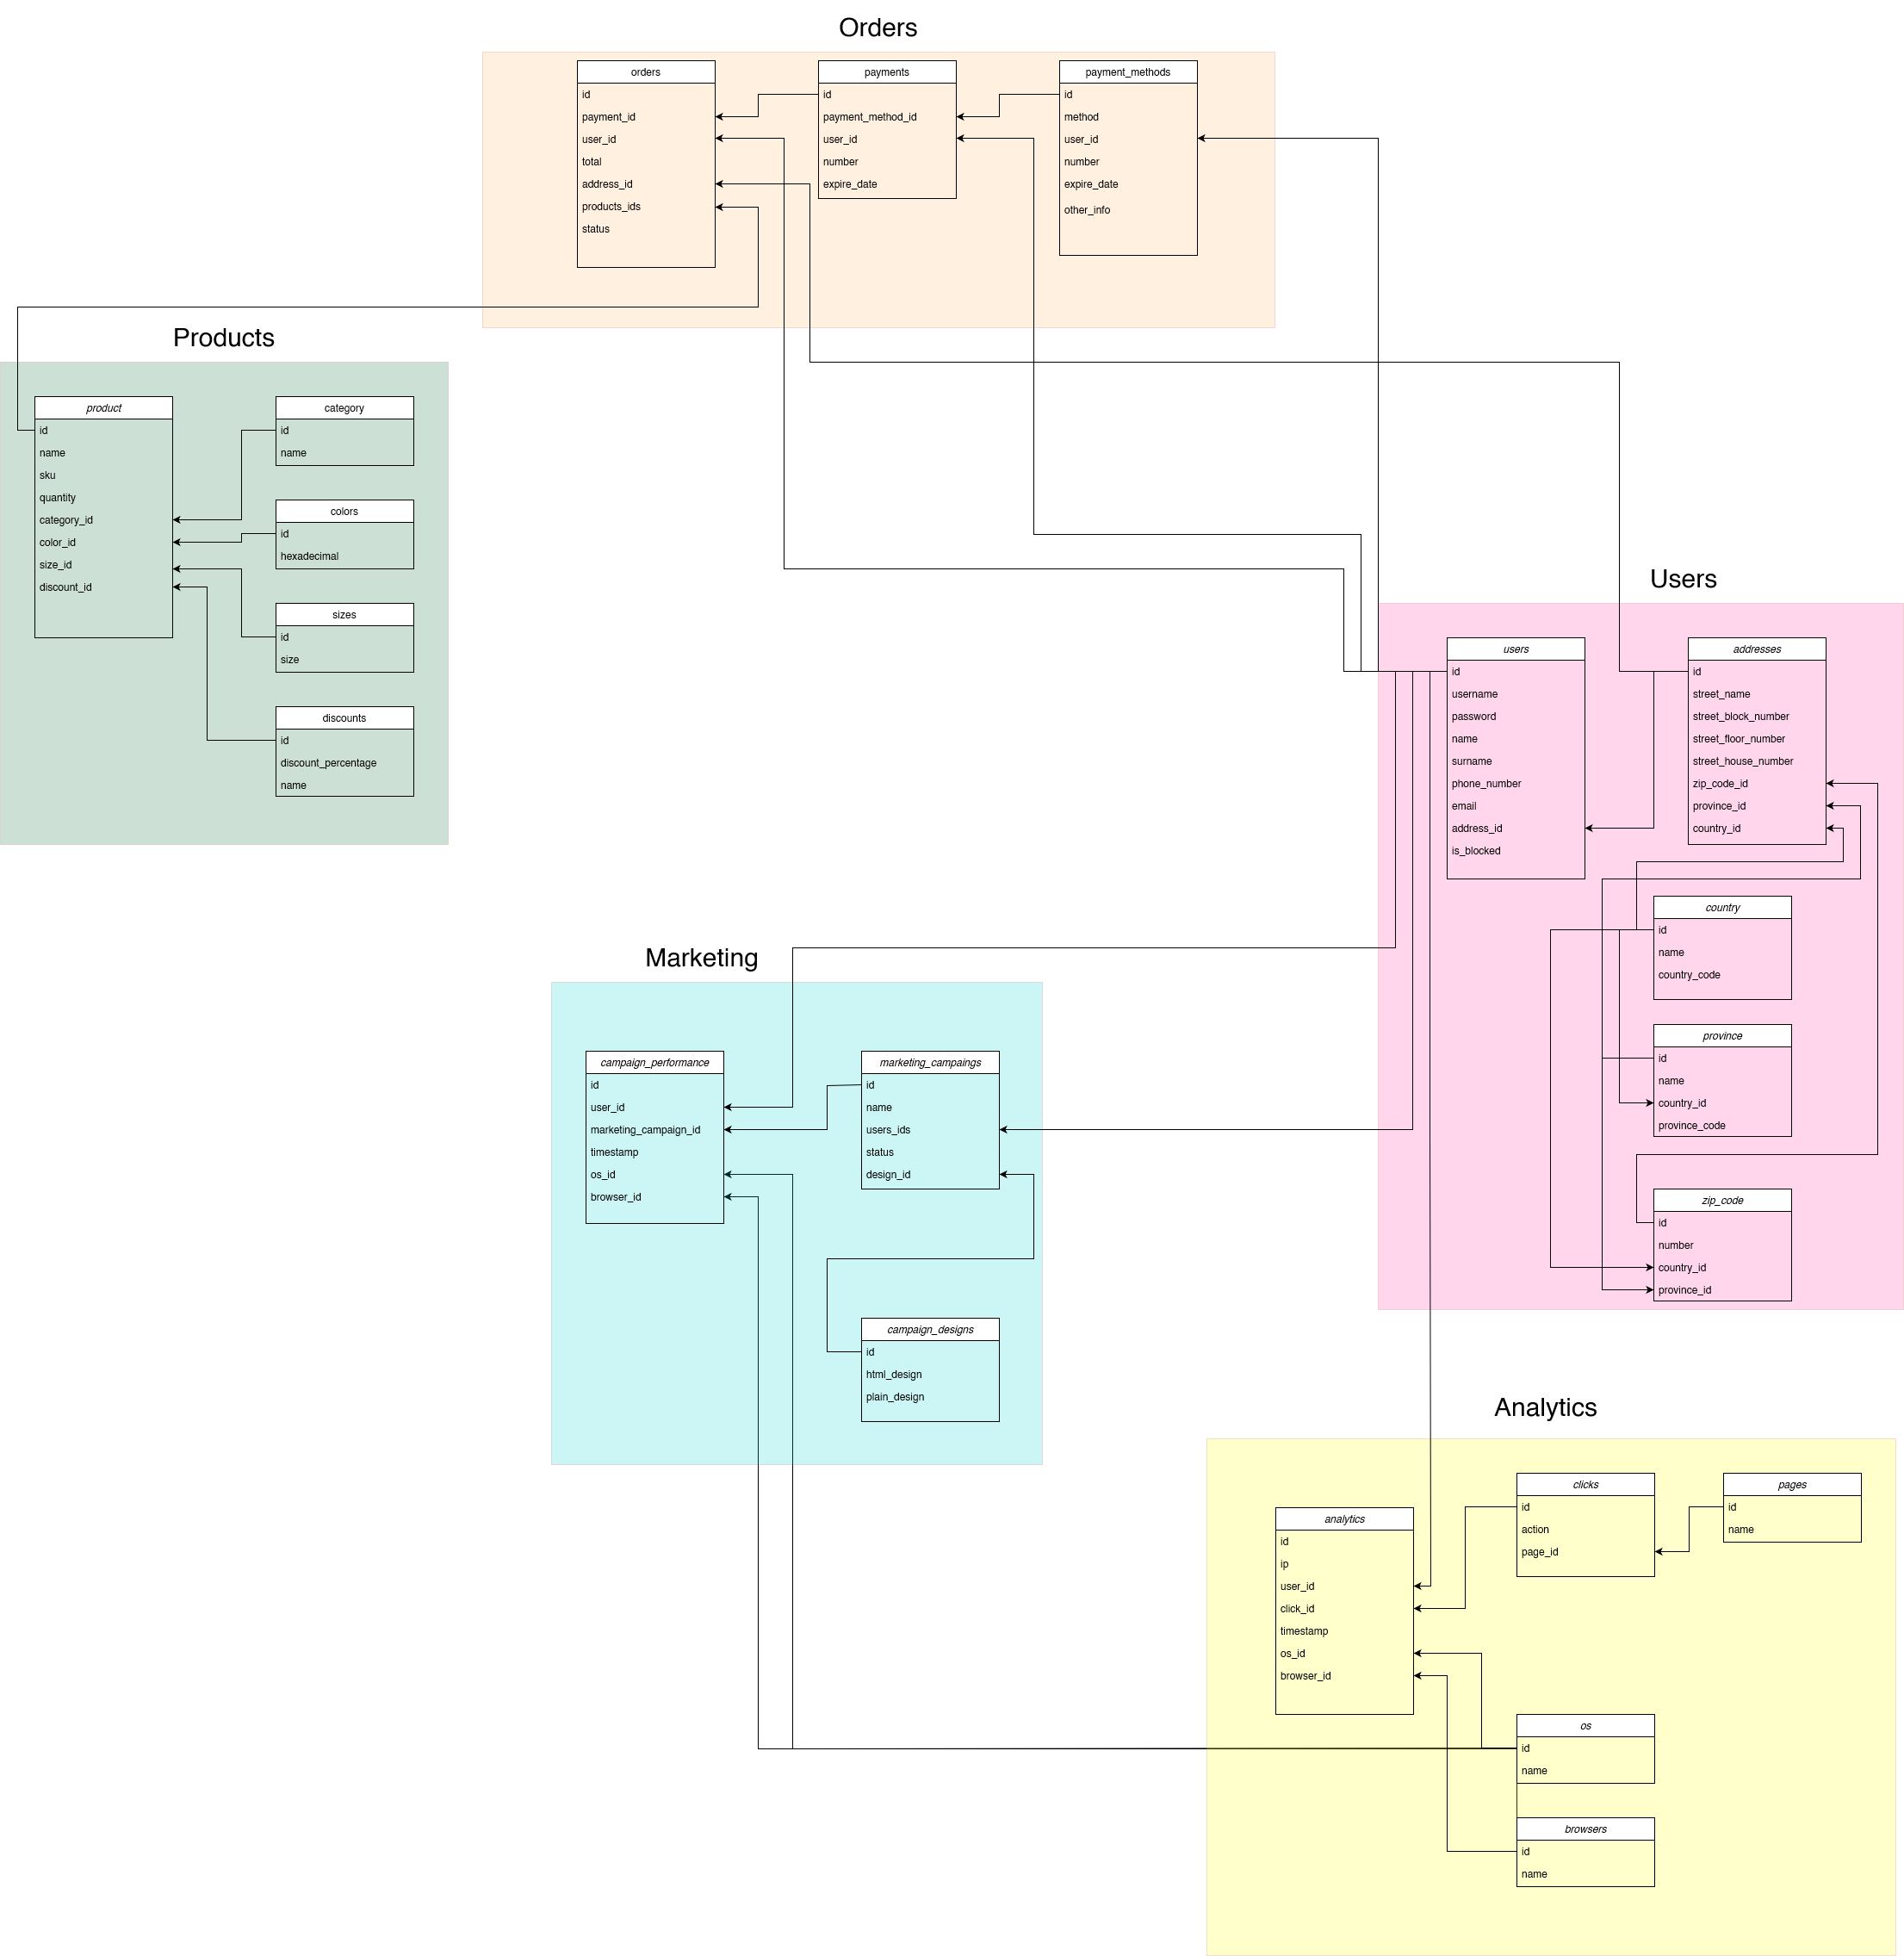 Orders
orders
id
payment_id
user_id
total
address_id
products_ids
status
payments
id
payment_method_id
user_id
number
expire_date
payment_methods
id
method
user_id
number
expire_date
other_info
Products
product
id
name
sku
quantity
category_id
color_id
size_id
discount_id
category
id
name
colors
id
hexadecimal
sizes
id
size
discounts
id
discount_percentage
name
Users
users
id
username
password
name
surname
phone_number
email
address_id
is_blocked
addresses
id
street_name
street_block_number
street_floor_number
street_house_number
zip_code_id
province_id
country_id
country
id
name
country_code
province
id
name
country_id
province_code
zip_code
id
number
country_id
province_id
Marketing
campaign_performance
id
user_id
marketing_campaign_id
timestamp
os_id
browser_id
marketing_campaings
id
name
users_ids
status
design_id
campaign_designs
id
html_design
plain_design
Analytics
analytics
id
ip
user_id
click_id
timestamp
os_id
browser_id
clicks
id
action
page_id
pages
id
name
os
id
name
browsers
id
name